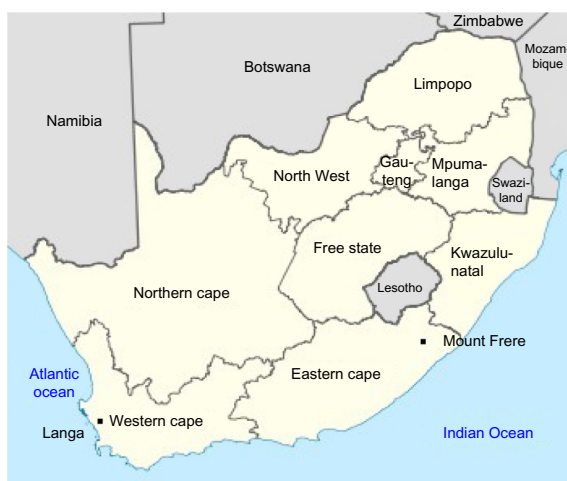 Zimbabwe
Mozam
bique
Botswana
Limpopo
Namibia
North West
Gau-
teng
Mpuma-
langa
Swazi-
land
Free state
Kwazulu-
natal
Lesotho
Northern cape
Mount Frere
Eastern cape
Atlantic
ocean
Western cape
Langa
Indian Ocean